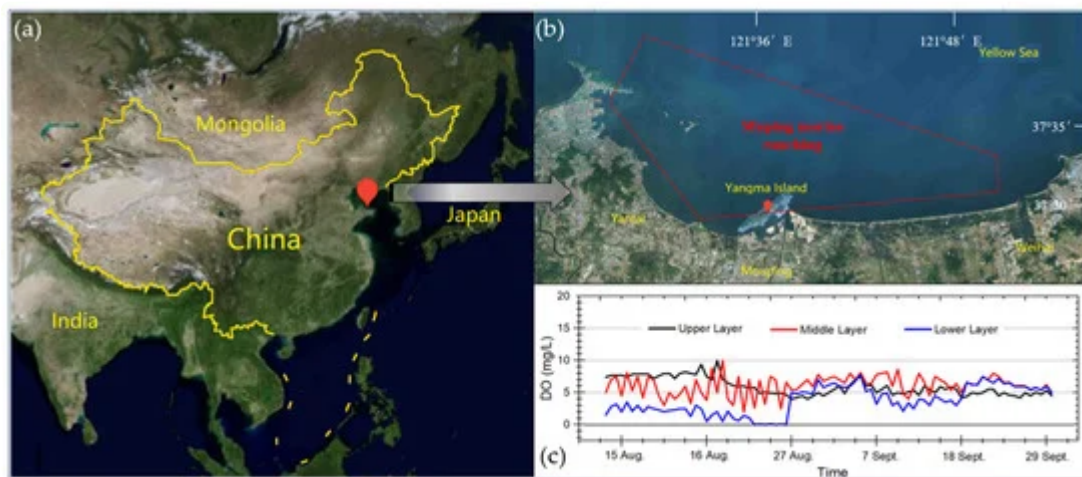 (a)
Mongolia
China
Japan
India
(b)
121°36′ E
121°48′ E
Yellow Sea
37°35′
Yangma Island
Yantai
Weihai
20
15
10
5
0
DO (mg/L)
Upper Layer
Middle Layer
Lower Layer
(c)
15 Aug.
16 Aug.
27 Aug.
7 Sept.
18 Sept.
29 Sept.
Time